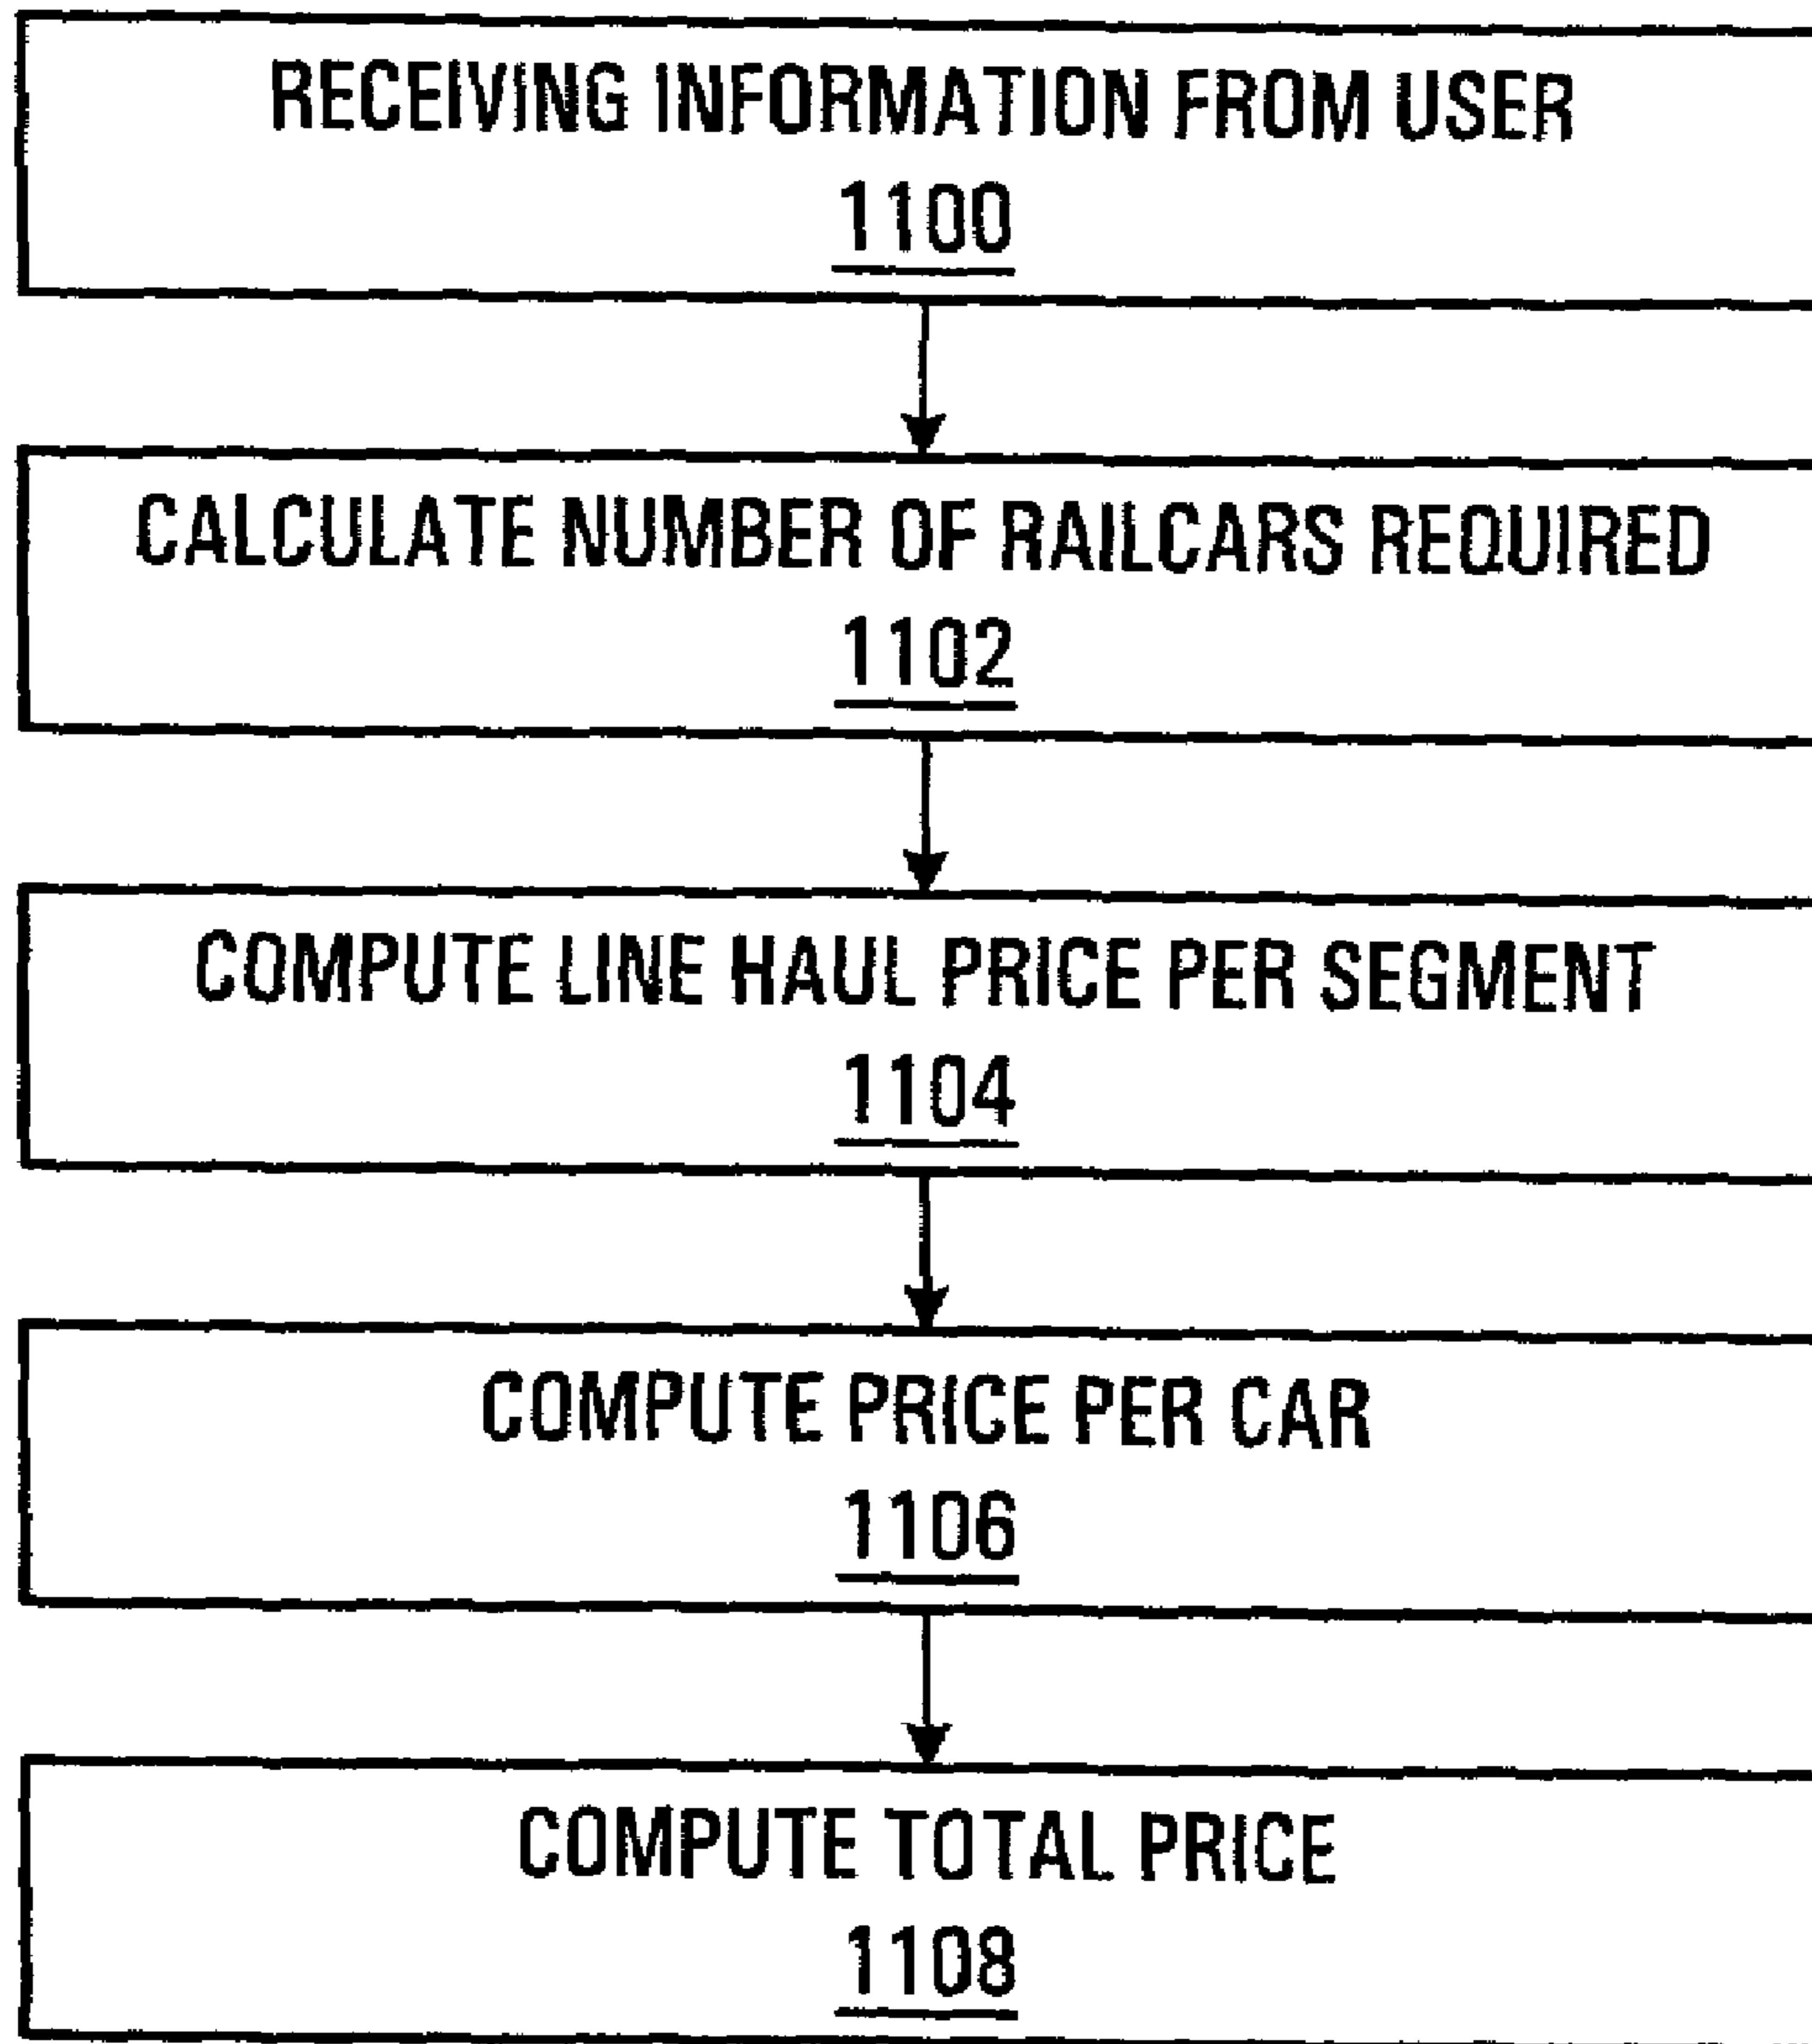 RECEIVING INFORMATION FROM USER
1100
CALCULATE NUMBER OF RAILCARS REQUIRED
1102
COMPUTE LINE HAUL PRICE PER SEGMENT
1104
COMPUTE PRICE PER CAR
1106
COMPUTE TOTAL PRICE
1108